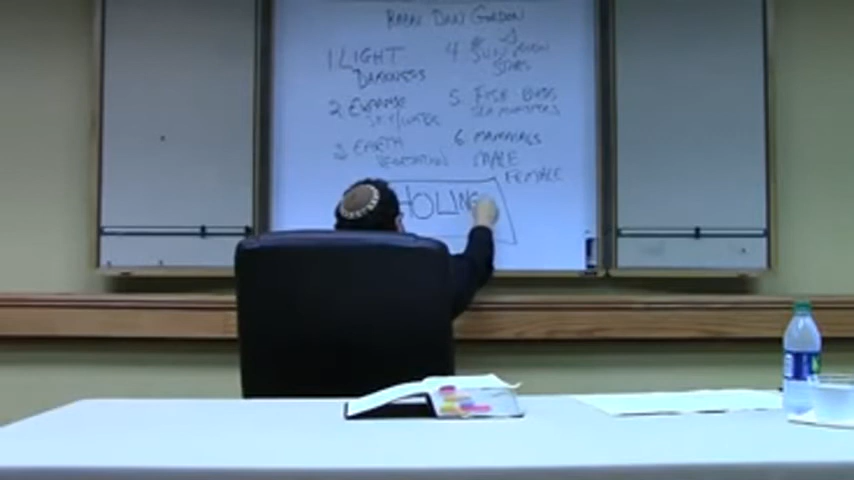 RABBI DAN GORDON
1 LIGHT
DARKNESS
2. EXPANSE
SKY/WATER
3 EARTH
VEGETATION
4 SUN/MOON
STARS
5. FISH BIRDS
SEA MONSTERS
6. MAMMALS
MALE
FEMALE
HOLINE